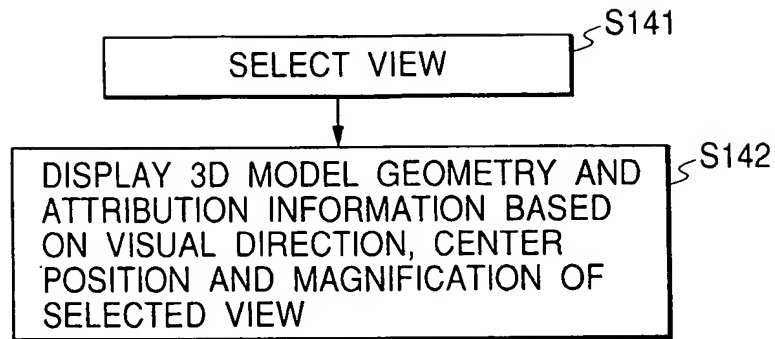 S141
SELECT VIEW
S142
DISPLAY 3D MODEL GEOMETRY AND
ATTRIBUTION INFORMATION BASED
ON VISUAL DIRECTION, CENTER
POSITION AND MAGNIFICATION OF
SELECTED VIEW